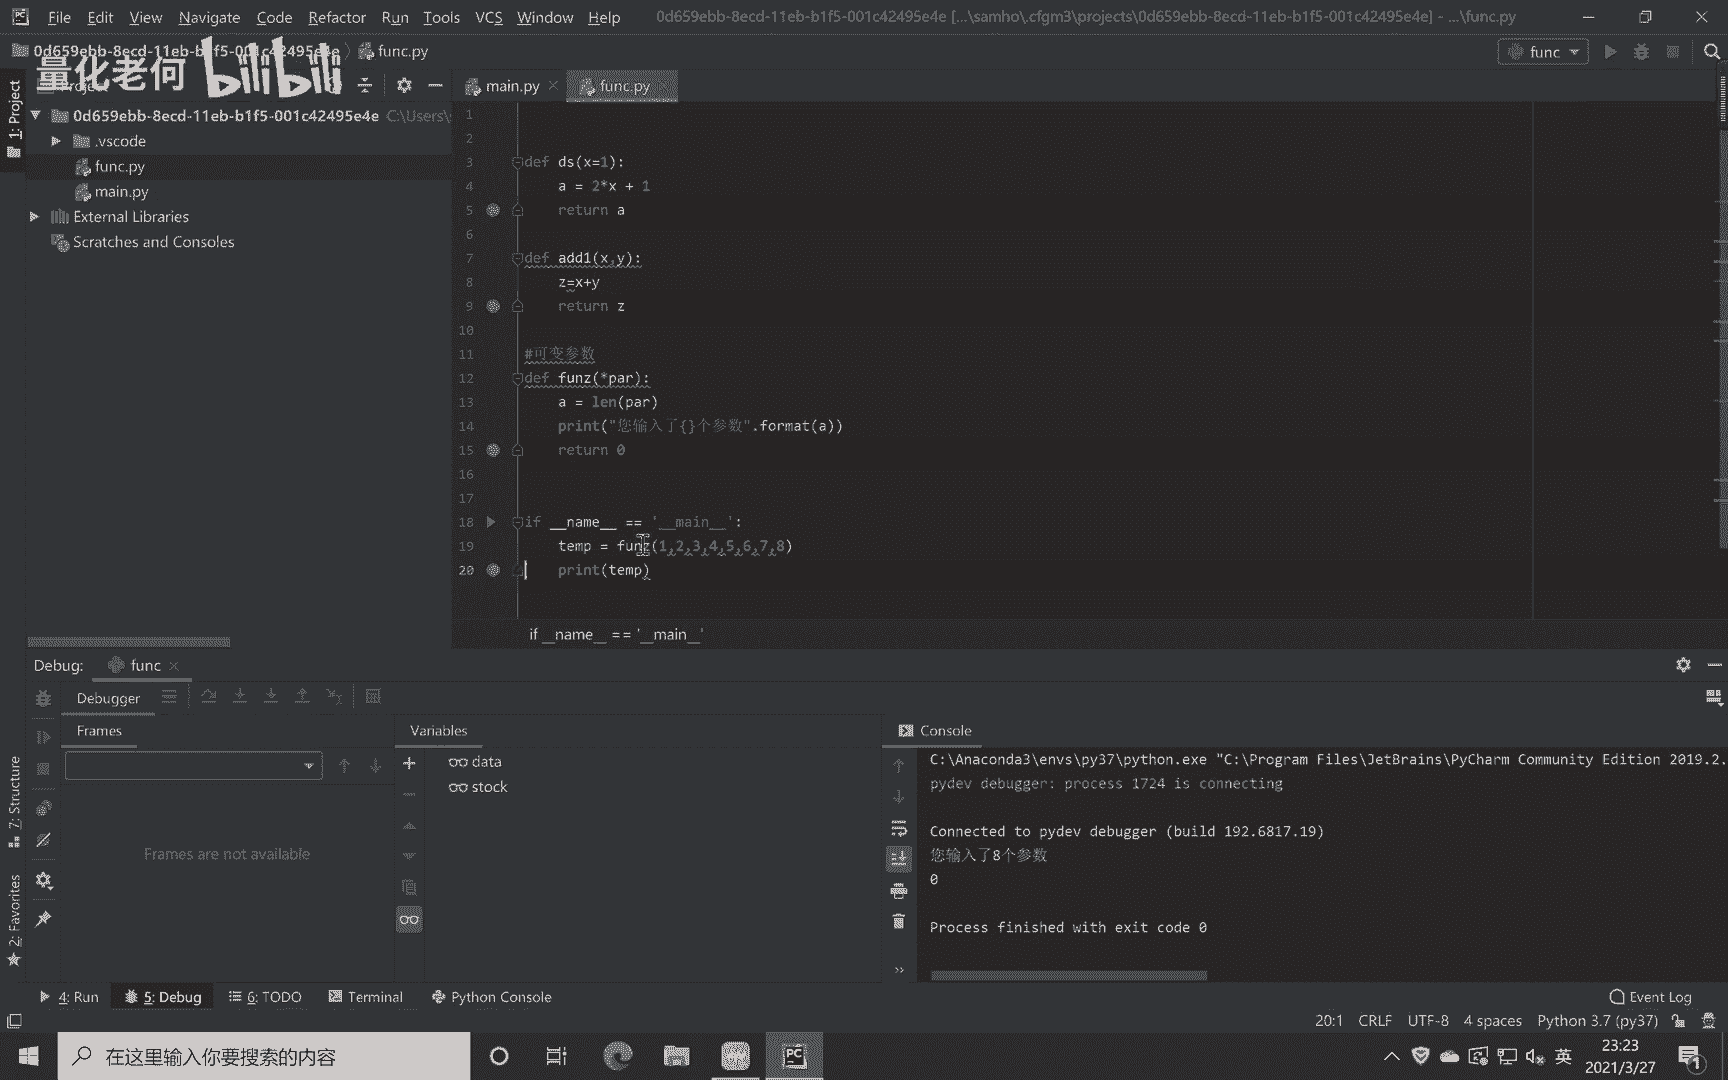 File Edit View Navigate Code Refactor Run Tools VCS Window Help 0d659ebb-8ecd-11eb-b1f5-001c42495e4e [...\samho\.cfgm3\projects\0d659ebb-8ecd-11eb-b1f5-001c42495e4e] - ...\func.py
0d659ebb-8ecd-11eb-b1f5-001c42495e4e func.py func
量化老何 bilibili
Project
main.py func.py
1: Project
0d659ebb-8ecd-11eb-b1f5-001c42495e4e C:\Users\
.vscode
func.py
main.py
External Libraries
Scratches and Consoles
1
2
3 def ds(x=1):
4 a = 2*x + 1
5 return a
6
7 def add1(x,y):
8 z=x+y
9 return z
10
11 #可变参数
12 def funz(*par):
13 a = len(par)
14 print("您输入了{}个参数".format(a))
15 return 0
16
17
18 if __name__ == '__main__':
19 temp = funz(1,2,3,4,5,6,7,8)
20 print(temp)
if __name__ == '__main__'
Debug: func
Debugger
Frames Variables Console
data
stock
Frames are not available
C:\Anaconda3\envs\py37\python.exe "C:\Program Files\JetBrains\PyCharm Community Edition 2019.2.
pydev debugger: process 1724 is connecting
Connected to pydev debugger (build 192.6817.19)
您输入了8个参数
0
Process finished with exit code 0
7: Structure
2: Favorites
4: Run 5: Debug 6: TODO Terminal Python Console Event Log
20:1 CRLF UTF-8 4 spaces Python 3.7 (py37)
在这里输入你要搜索的内容
PC
英
23:23
2021/3/27
1